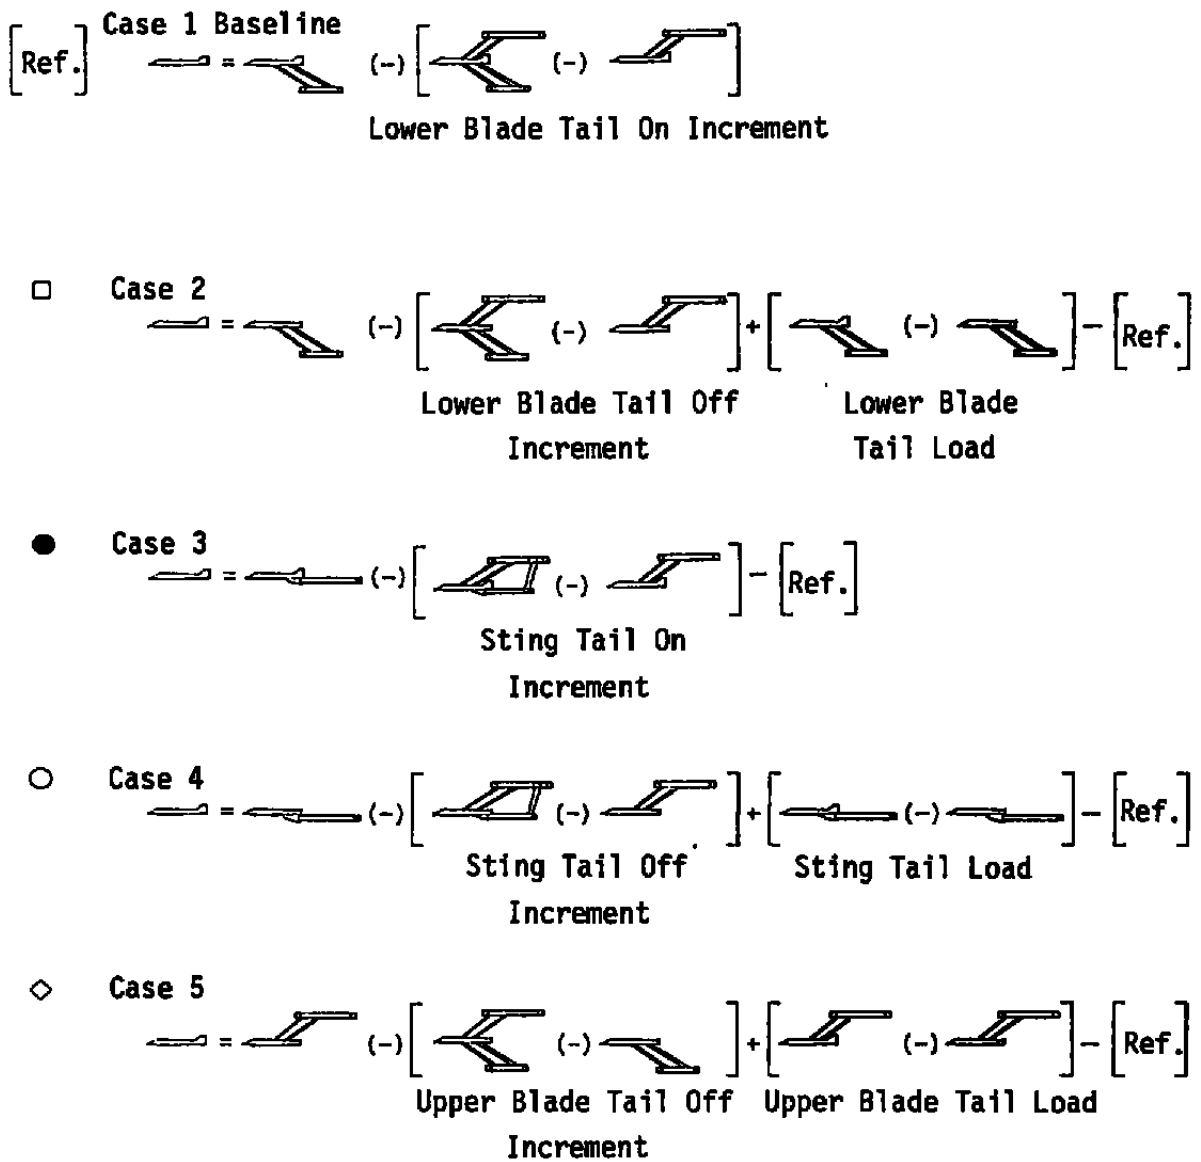 Case 1 Baseline
[Ref.] = (-) [ (-) ]
Lower Blade Tail On Increment
□ Case 2
= (-) [ (-) ] + [ (-) ] - [Ref.]
Lower Blade Tail Off Lower Blade
Increment Tail Load
● Case 3
= (-) [ (-) ] - [Ref.]
Sting Tail On
Increment
○ Case 4
= (-) [ (-) ] + [ (-) ] - [Ref.]
Sting Tail Off Sting Tail Load
Increment
◇ Case 5
= (-) [ (-) ] + [ (-) ] - [Ref.]
Upper Blade Tail Off Upper Blade Tail Load
Increment